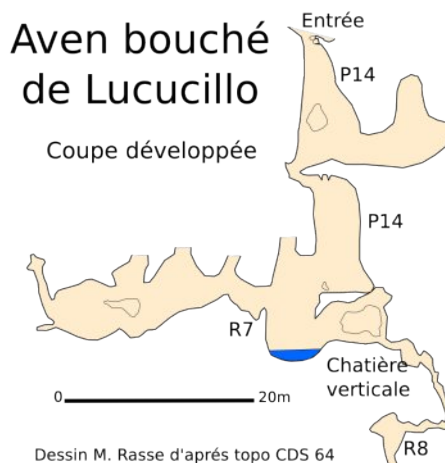 Entrée
Aven bouché
de Lucucillo
P14
Coupe développée
P14
R7
Chatière
verticale
0 20m
R8
Dessin M. Rasse d'aprés topo CDS 64